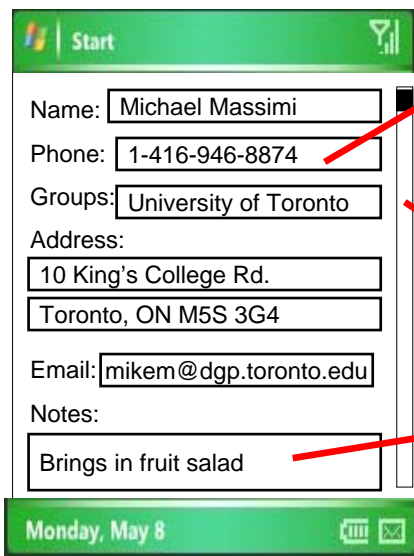 Start
Name: Michael Massimi
Phone: 1-416-946-8874
Groups: University of Toronto
Address:
10 King's College Rd.
Toronto, ON M5S 3G4
Email: mikem@dgp.toronto.edu
Notes:
Brings in fruit salad
Monday, May 8